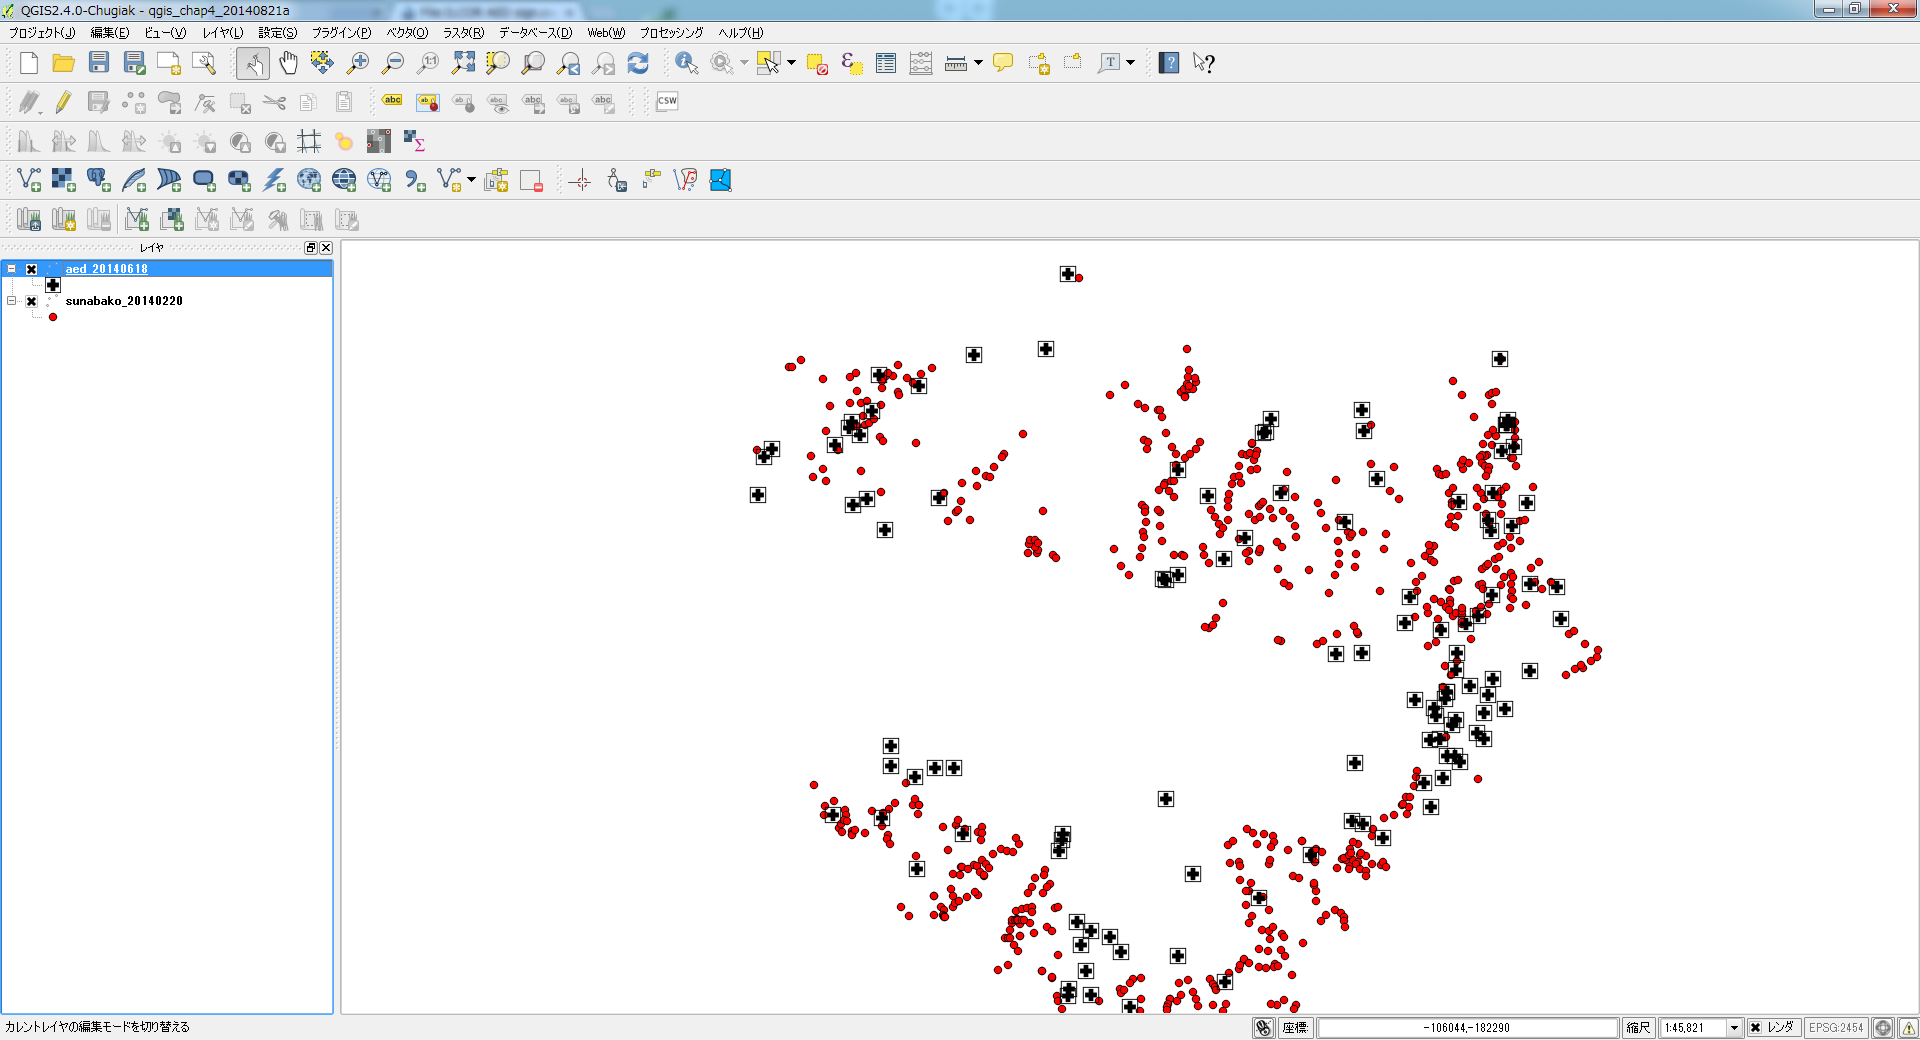 QGIS2.4.0-Chugiak - qgis_chap4_20140821a
プロジェクト(J) 編集(E) ビュー(V) レイヤ(L) 設定(S) プラグイン(P) ベクタ(O) ラスタ(R) データベース(D) Web(W) プロセッシング ヘルプ(H)
1:1
T
?
?
abc
ab
abc
abc
abc
abc
abc
CSW
レイヤ
aed_20140618
sunabako_20140220
カレントレイヤの編集モードを切り替える
座標:
-106044,-182290
縮尺
1:45,821
レンダ
EPSG:2454